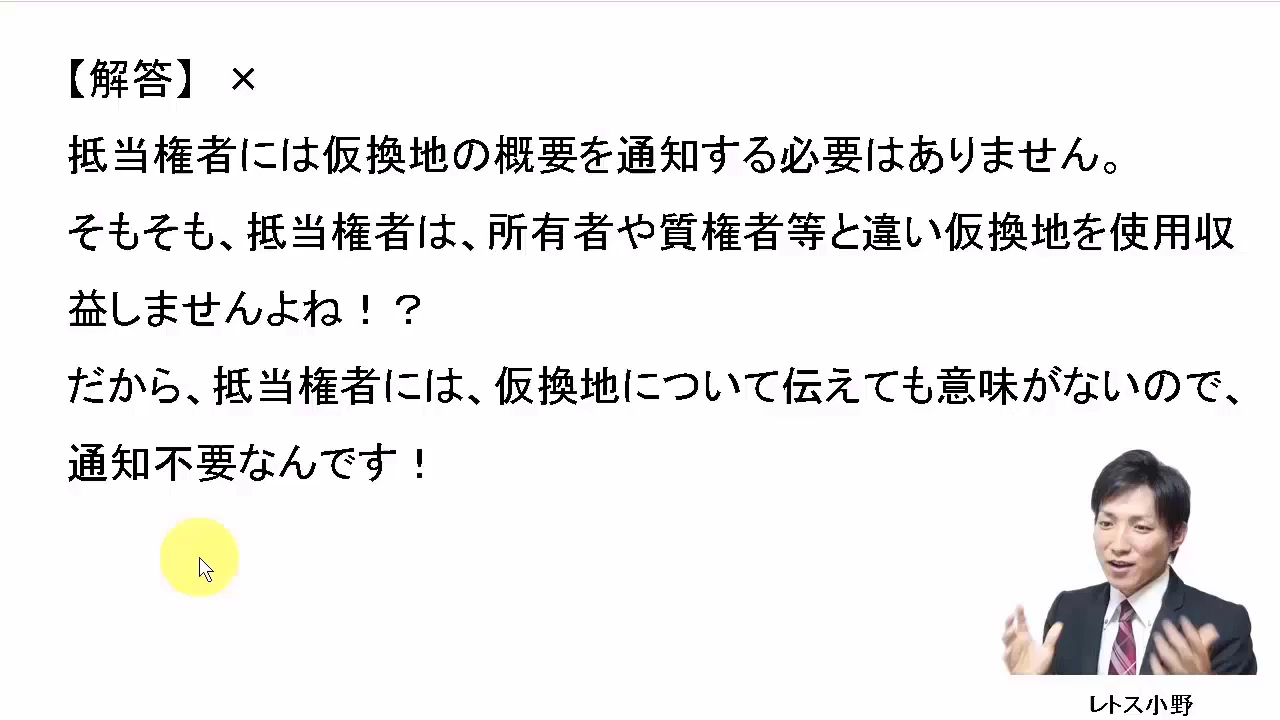 【解答】 ×
抵当権者には仮換地の概要を通知する必要はありません。
そもそも、抵当権者は、所有者や質権者等と違い仮換地を使用収
益しませんよね！？
だから、抵当権者には、仮換地について伝えても意味がないので、
通知不要なんです！
レトス小野